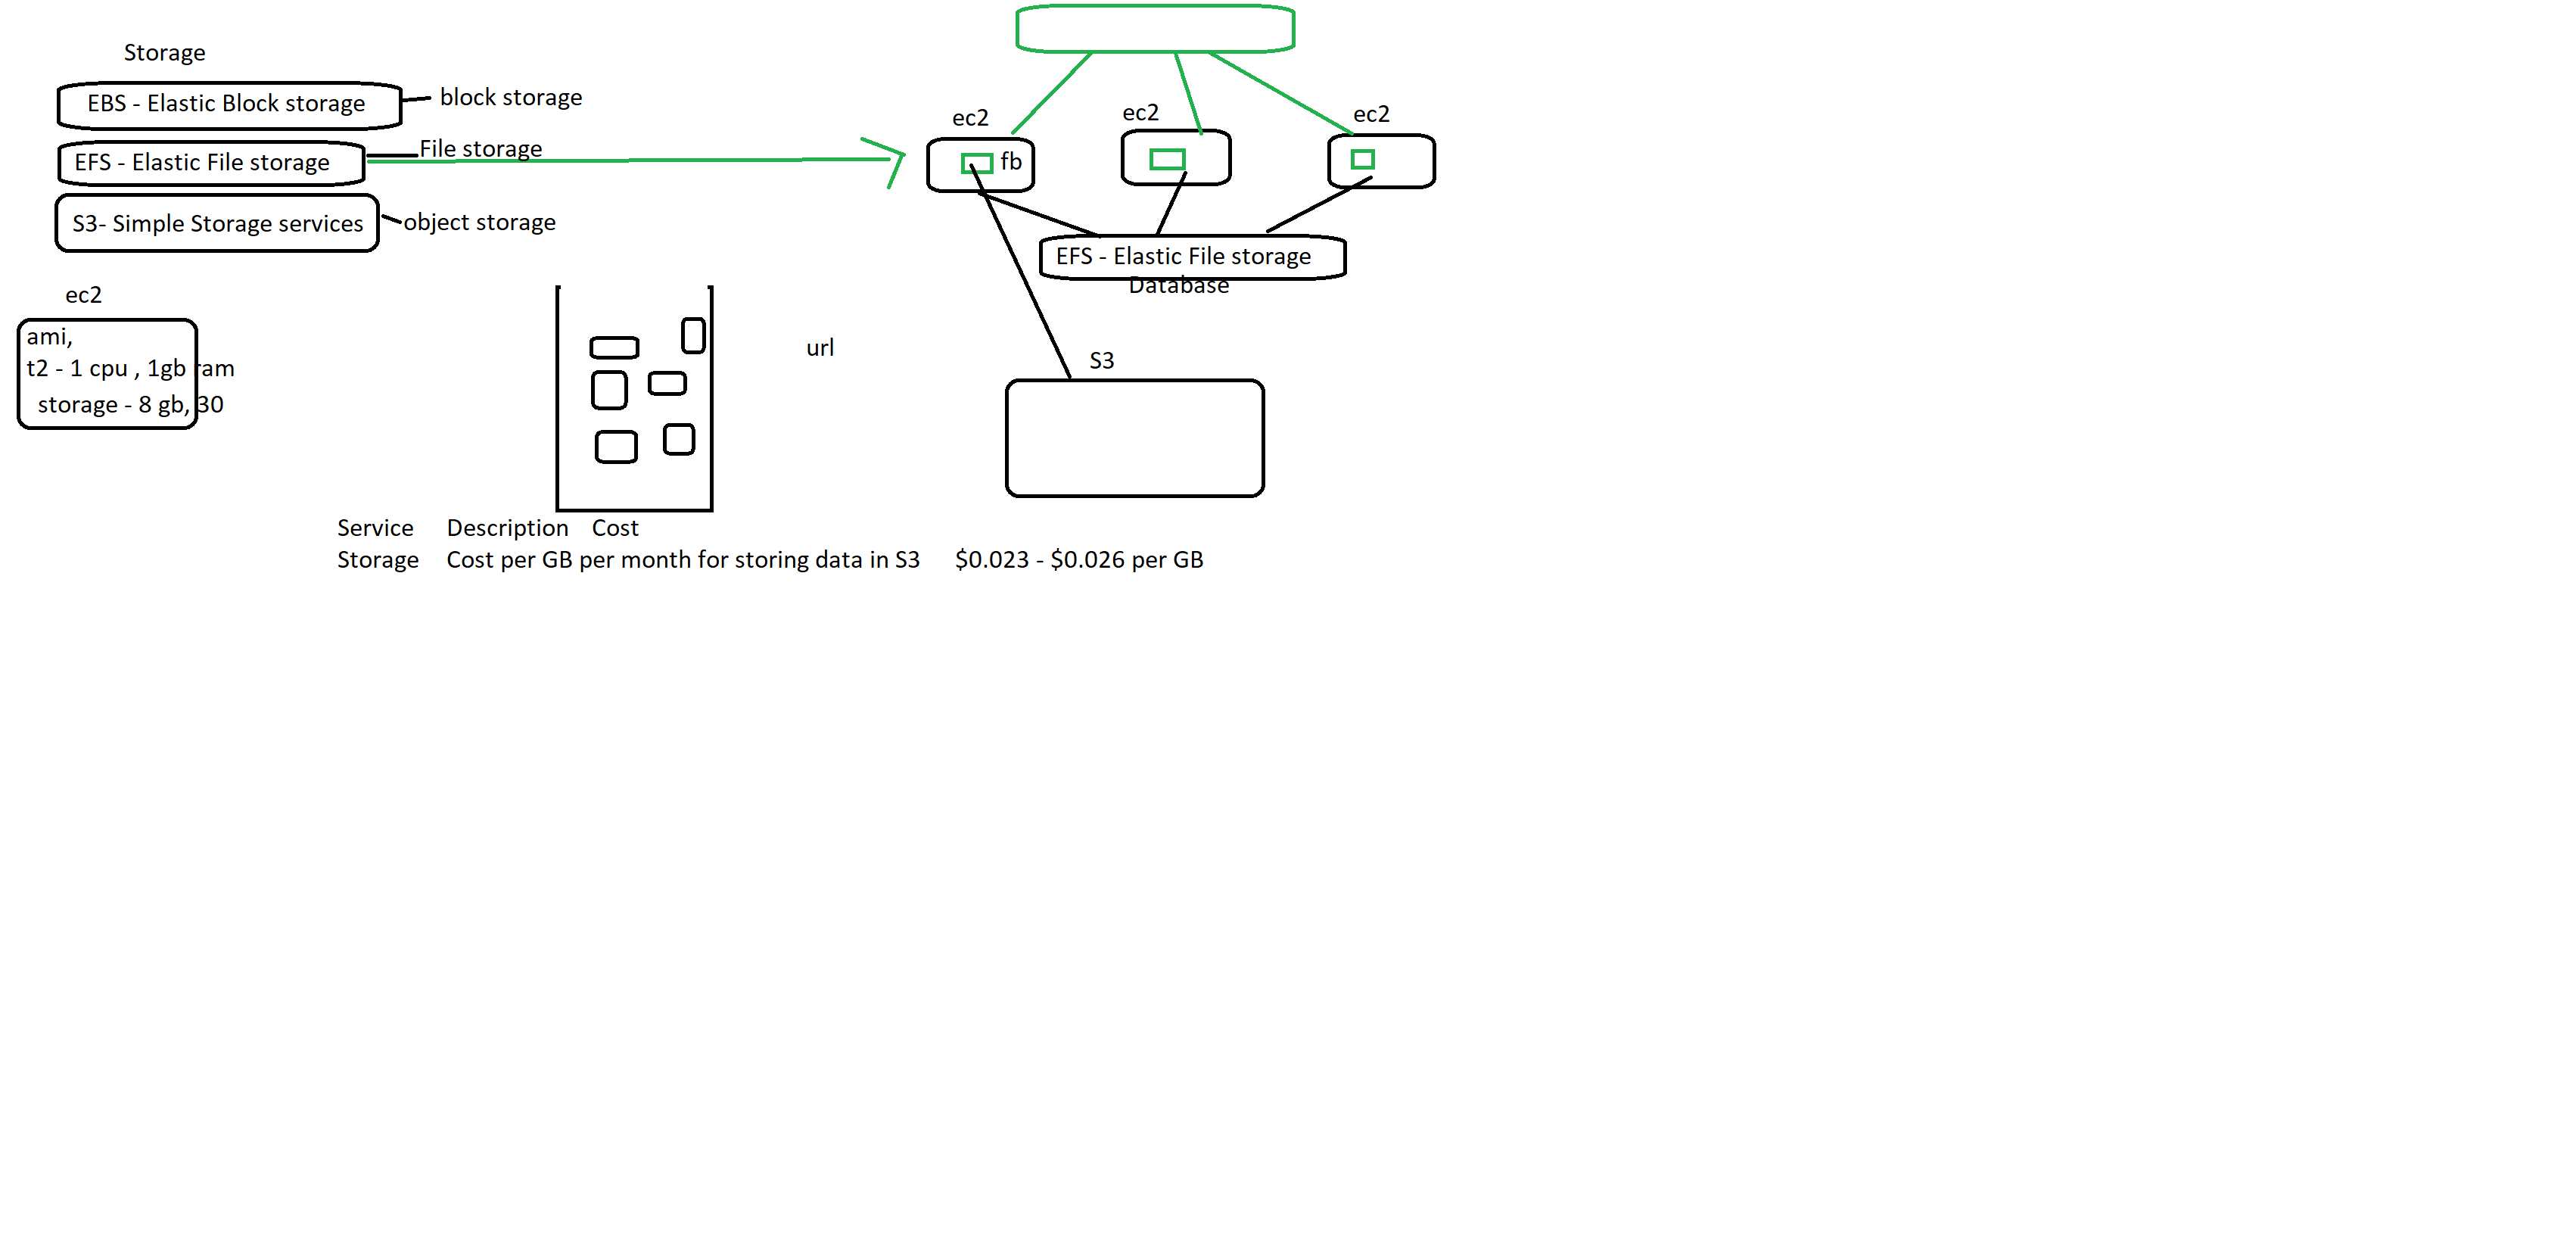 Storage
EBS - Elastic Block storage
block storage
EFS - Elastic File storage
File storage
S3- Simple Storage services
object storage
ec2
ami,
t2 - 1 cpu , 1gb ram
storage - 8 gb, 30
ec2
ec2
ec2
fb
EFS - Elastic File storage
Database
url
S3
Service Description Cost
Storage Cost per GB per month for storing data in S3 $0.023 - $0.026 per GB